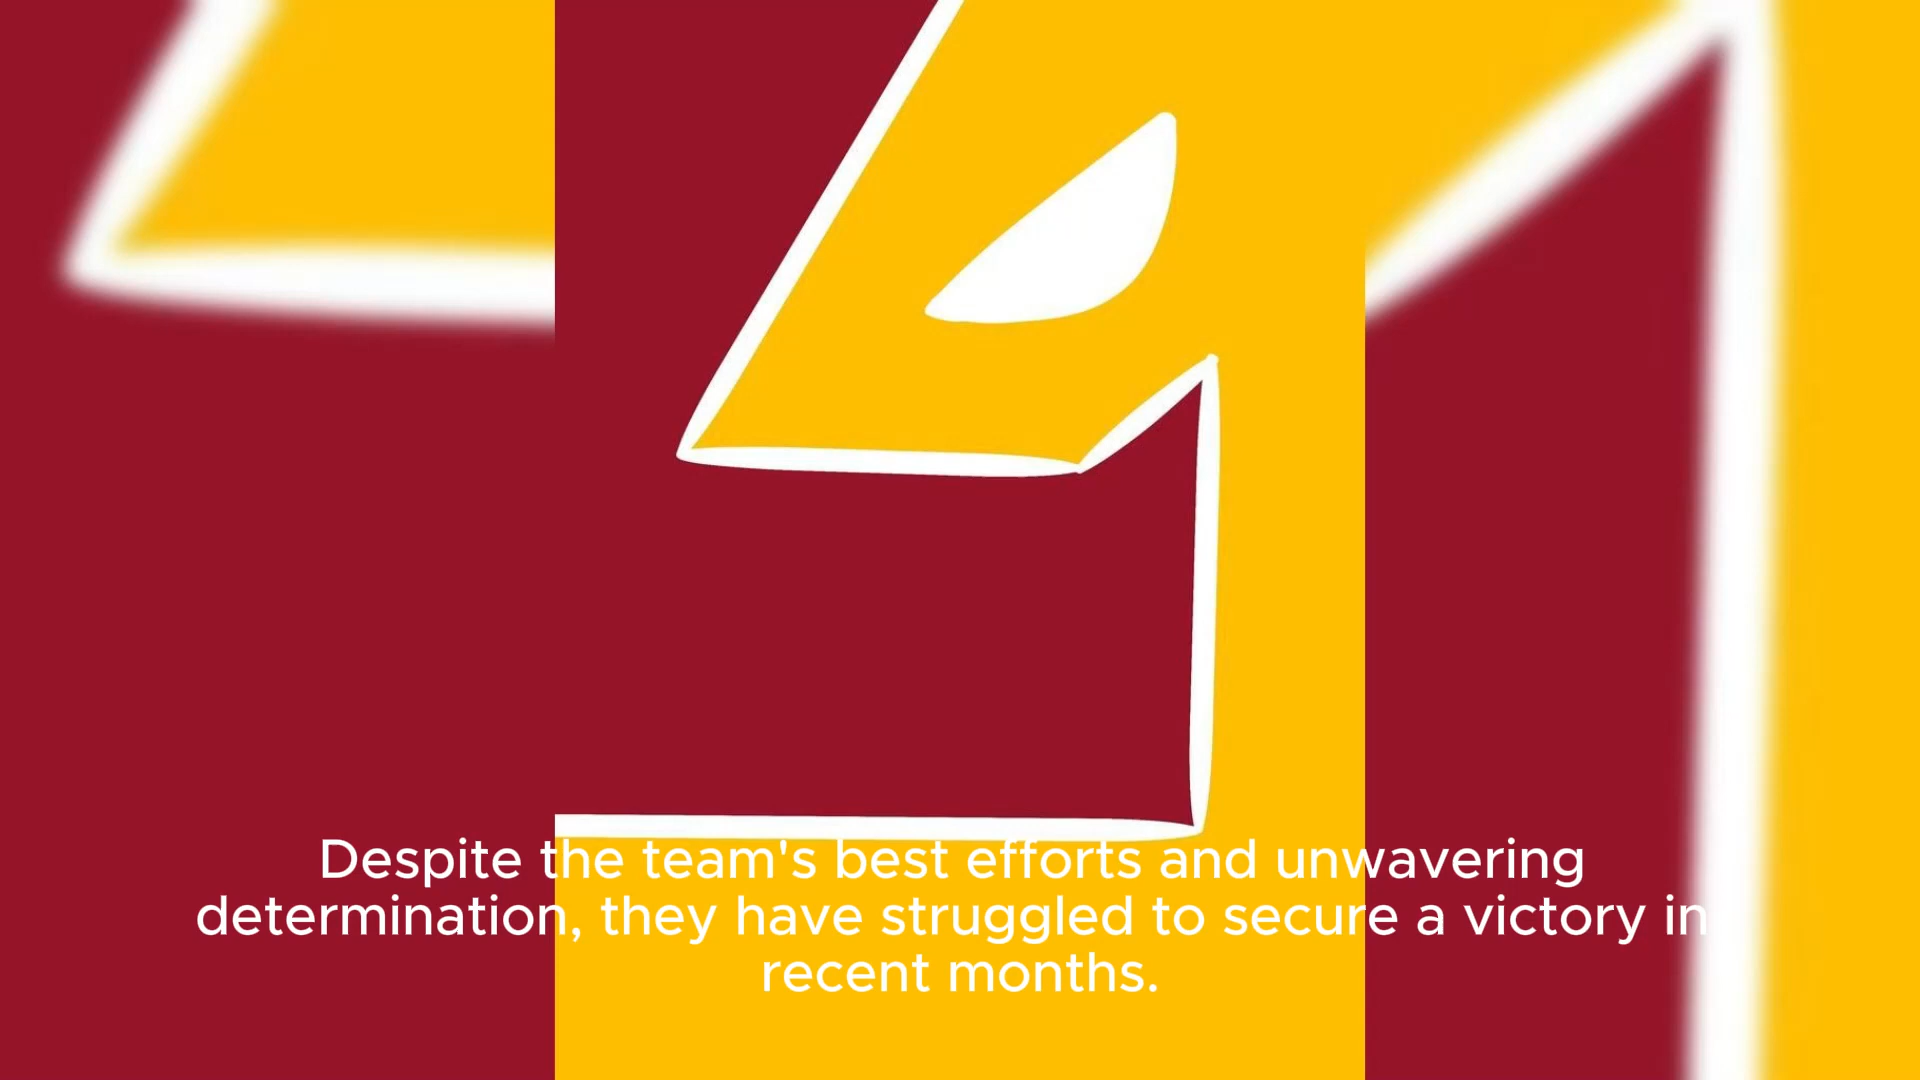 Despite the team's best efforts and unwavering
determination, they have struggled to secure a victory in
recent months.